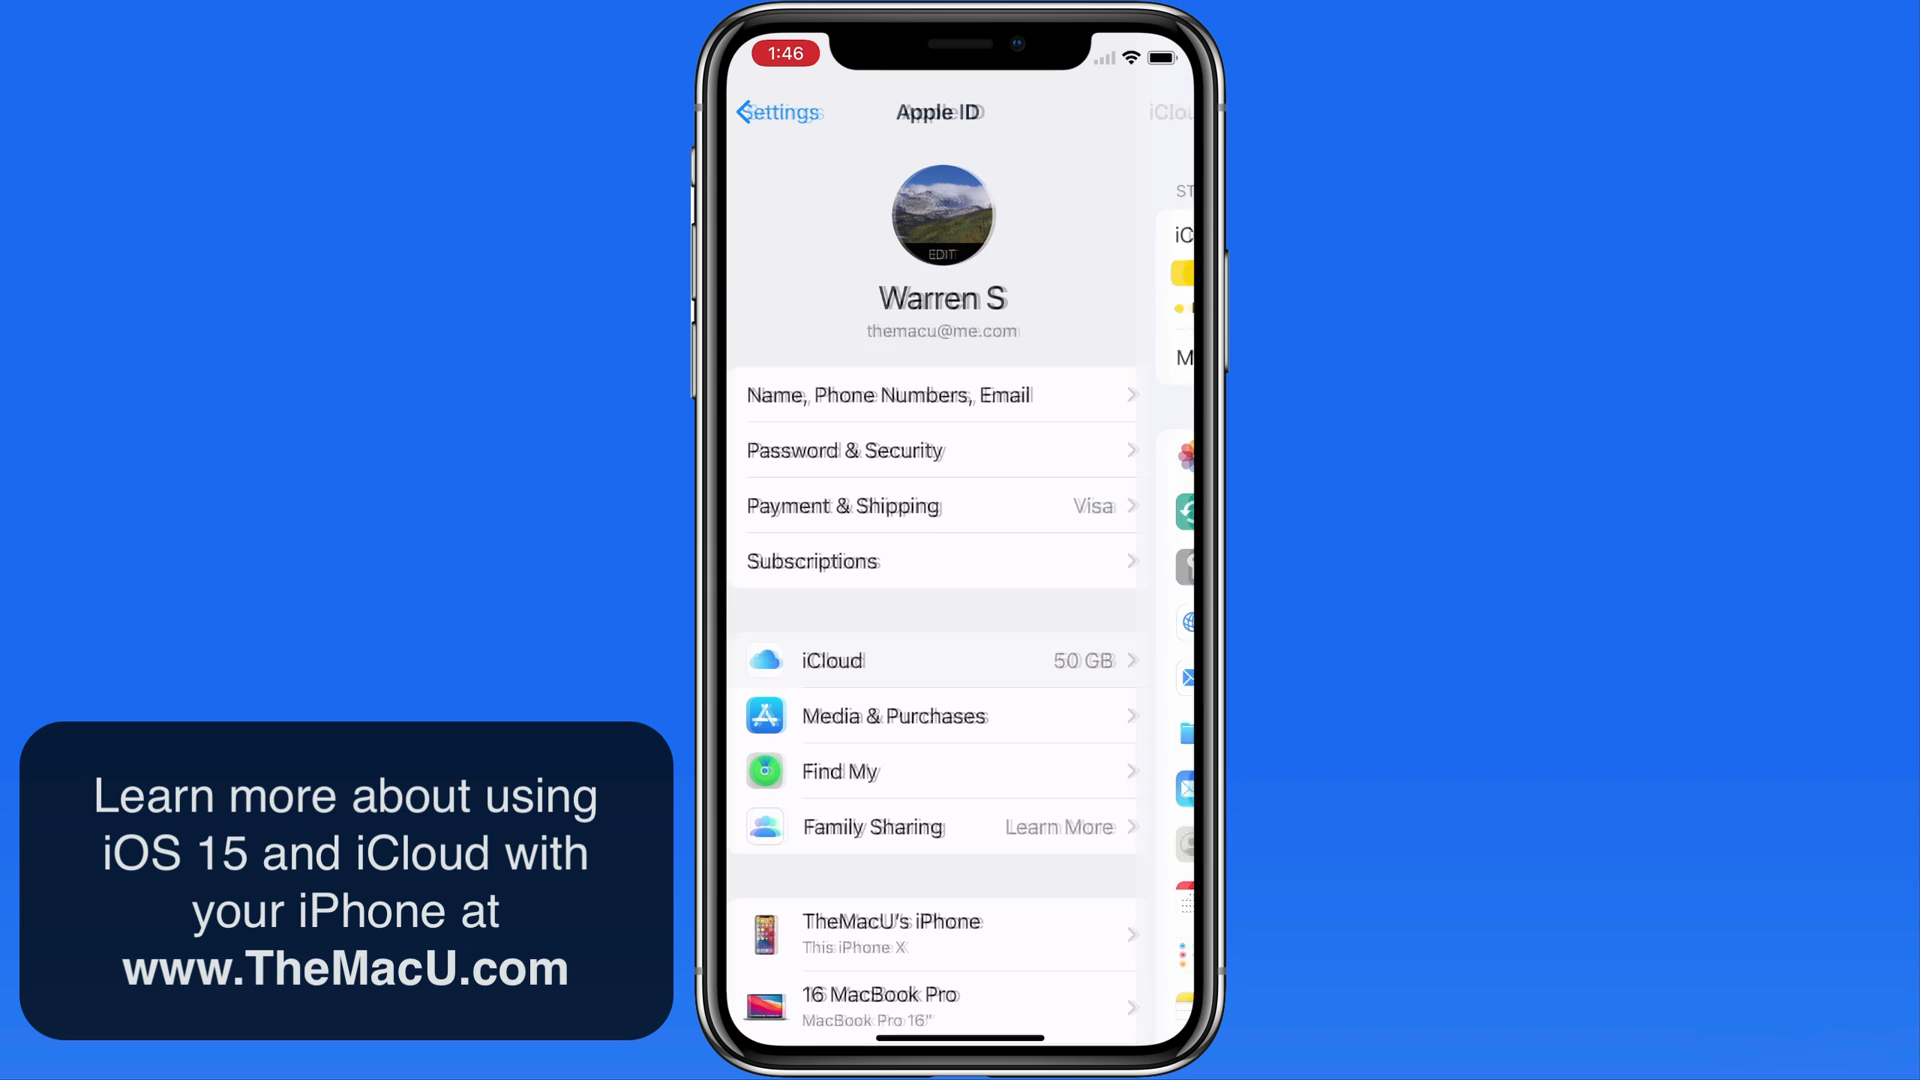 1:46
Settings
Apple ID
EDIT
Warren S
themacu@me.com
Name, Phone Numbers, Email
Password & Security
Payment & Shipping Visa
Subscriptions
iCloud 50 GB
Media & Purchases
Find My
Family Sharing Learn More
TheMacU's iPhone
This iPhone X
16 MacBook Pro
MacBook Pro 16"
Learn more about using
iOS 15 and iCloud with
your iPhone at
www.TheMacU.com